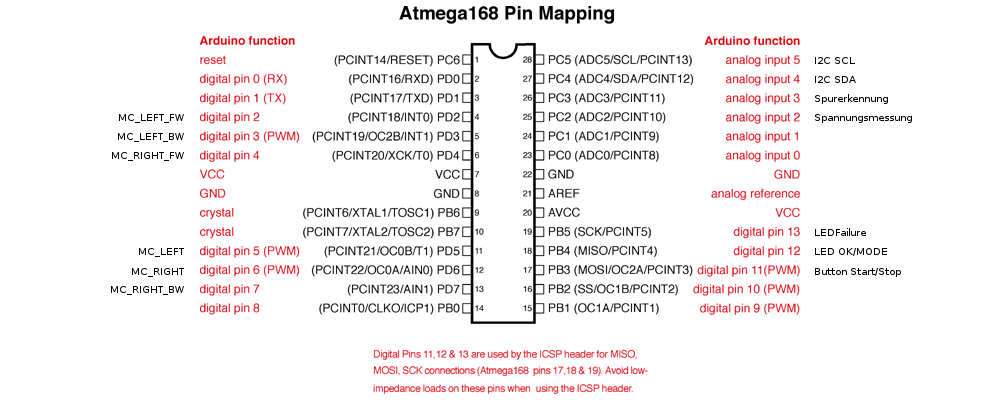 Atmega168 Pin Mapping
Arduino function Arduino function
reset (PCINT14/RESET) PC6 1 28 PC5 (ADC5/SCL/PCINT13) analog input 5 I2C SCL
digital pin 0 (RX) (PCINT16/RXD) PD0 2 27 PC4 (ADC4/SDA/PCINT12) analog input 4 I2C SDA
digital pin 1 (TX) (PCINT17/TXD) PD1 3 26 PC3 (ADC3/PCINT11) analog input 3 Spurerkennung
MC_LEFT_FW digital pin 2 (PCINT18/INT0) PD2 4 25 PC2 (ADC2/PCINT10) analog input 2 Spannungsmessung
MC_LEFT_BW digital pin 3 (PWM) (PCINT19/OC2B/INT1) PD3 5 24 PC1 (ADC1/PCINT9) analog input 1
MC_RIGHT_FW digital pin 4 (PCINT20/XCK/T0) PD4 6 23 PC0 (ADC0/PCINT8) analog input 0
VCC VCC 7 22 GND GND
GND GND 8 21 AREF analog reference
crystal (PCINT6/XTAL1/TOSC1) PB6 9 20 AVCC VCC
crystal (PCINT7/XTAL2/TOSC2) PB7 10 19 PB5 (SCK/PCINT5) digital pin 13 LEDFailure
MC_LEFT digital pin 5 (PWM) (PCINT21/OC0B/T1) PD5 11 18 PB4 (MISO/PCINT4) digital pin 12 LED OK/MODE
MC_RIGHT digital pin 6 (PWM) (PCINT22/OC0A/AIN0) PD6 12 17 PB3 (MOSI/OC2A/PCINT3) digital pin 11(PWM) Button Start/Stop
MC_RIGHT_BW digital pin 7 (PCINT23/AIN1) PD7 13 16 PB2 (SS/OC1B/PCINT2) digital pin 10 (PWM)
digital pin 8 (PCINT0/CLKO/ICP1) PB0 14 15 PB1 (OC1A/PCINT1) digital pin 9 (PWM)
Digital Pins 11,12 & 13 are used by the ICSP header for MISO,
MOSI, SCK connections (Atmega168 pins 17,18 & 19). Avoid low-
impedance loads on these pins when using the ICSP header.